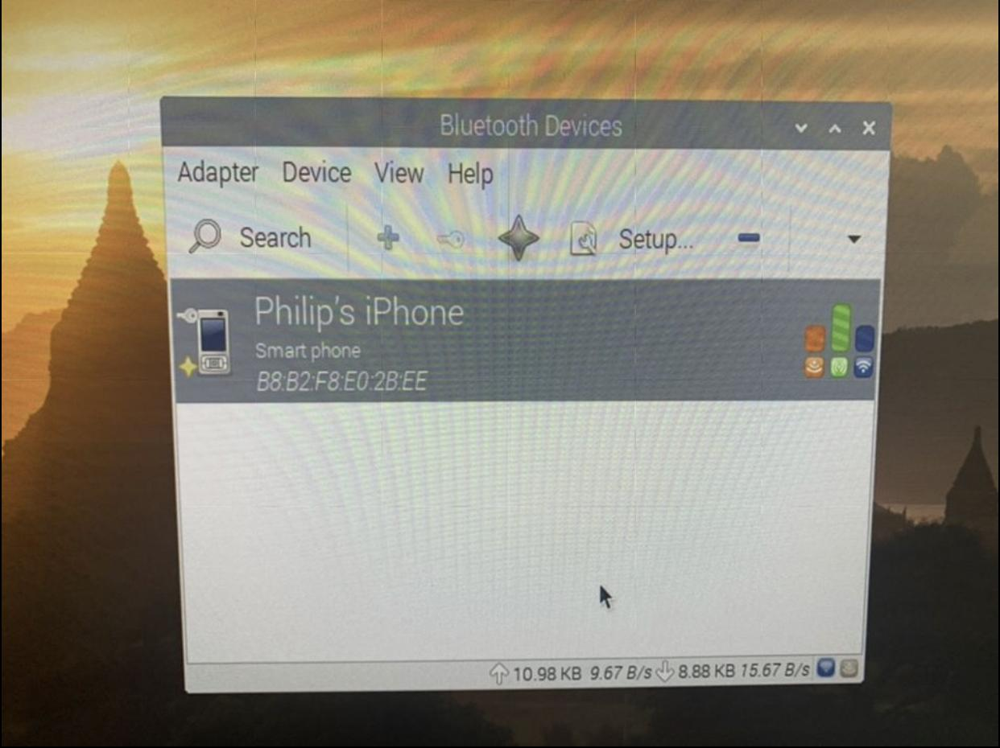 Bluetooth Devices
Adapter Device View Help
Search Setup...
Philip's iPhone
Smart phone
B8:B2:F8:E0:2B:EE
10.98 KB 9.67 B/s 8.88 KB 15.67 B/s